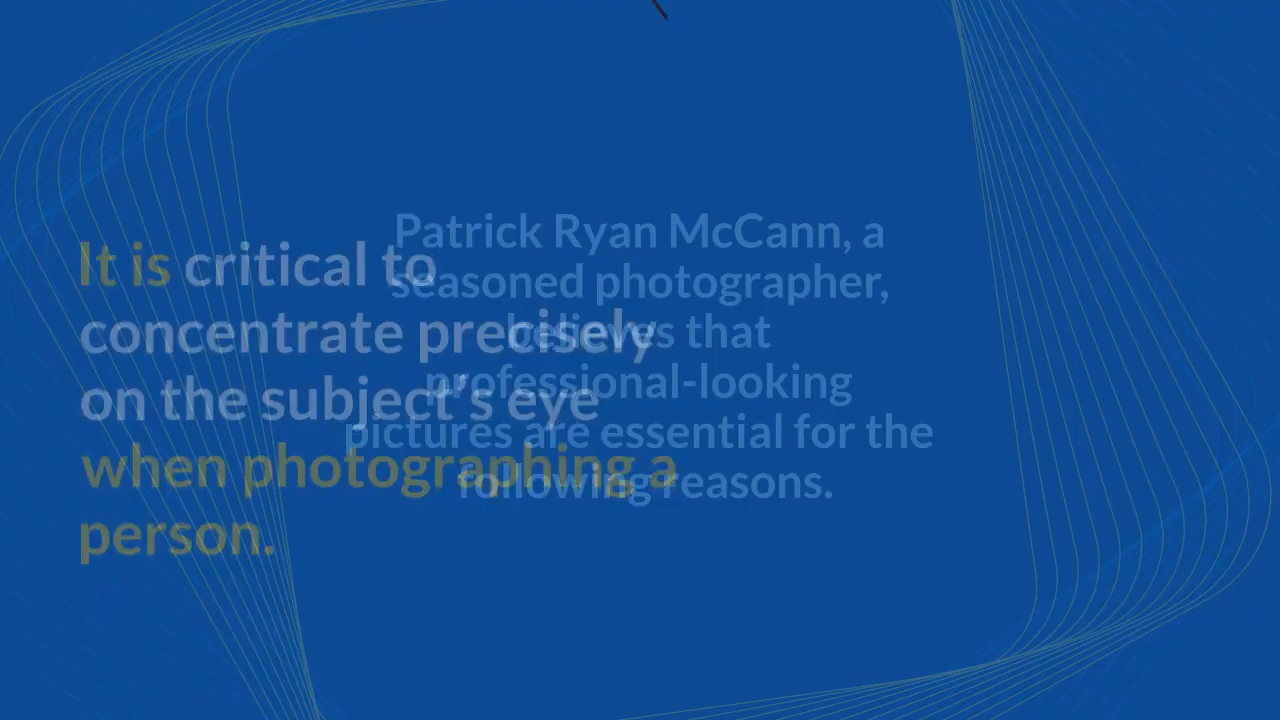 Patrick Ryan McCann, a
seasoned photographer,
believes that
professional-looking
pictures are essential for the
following reasons.
It is critical to
concentrate precisely
on the subject’s eye
when photographing a
person.